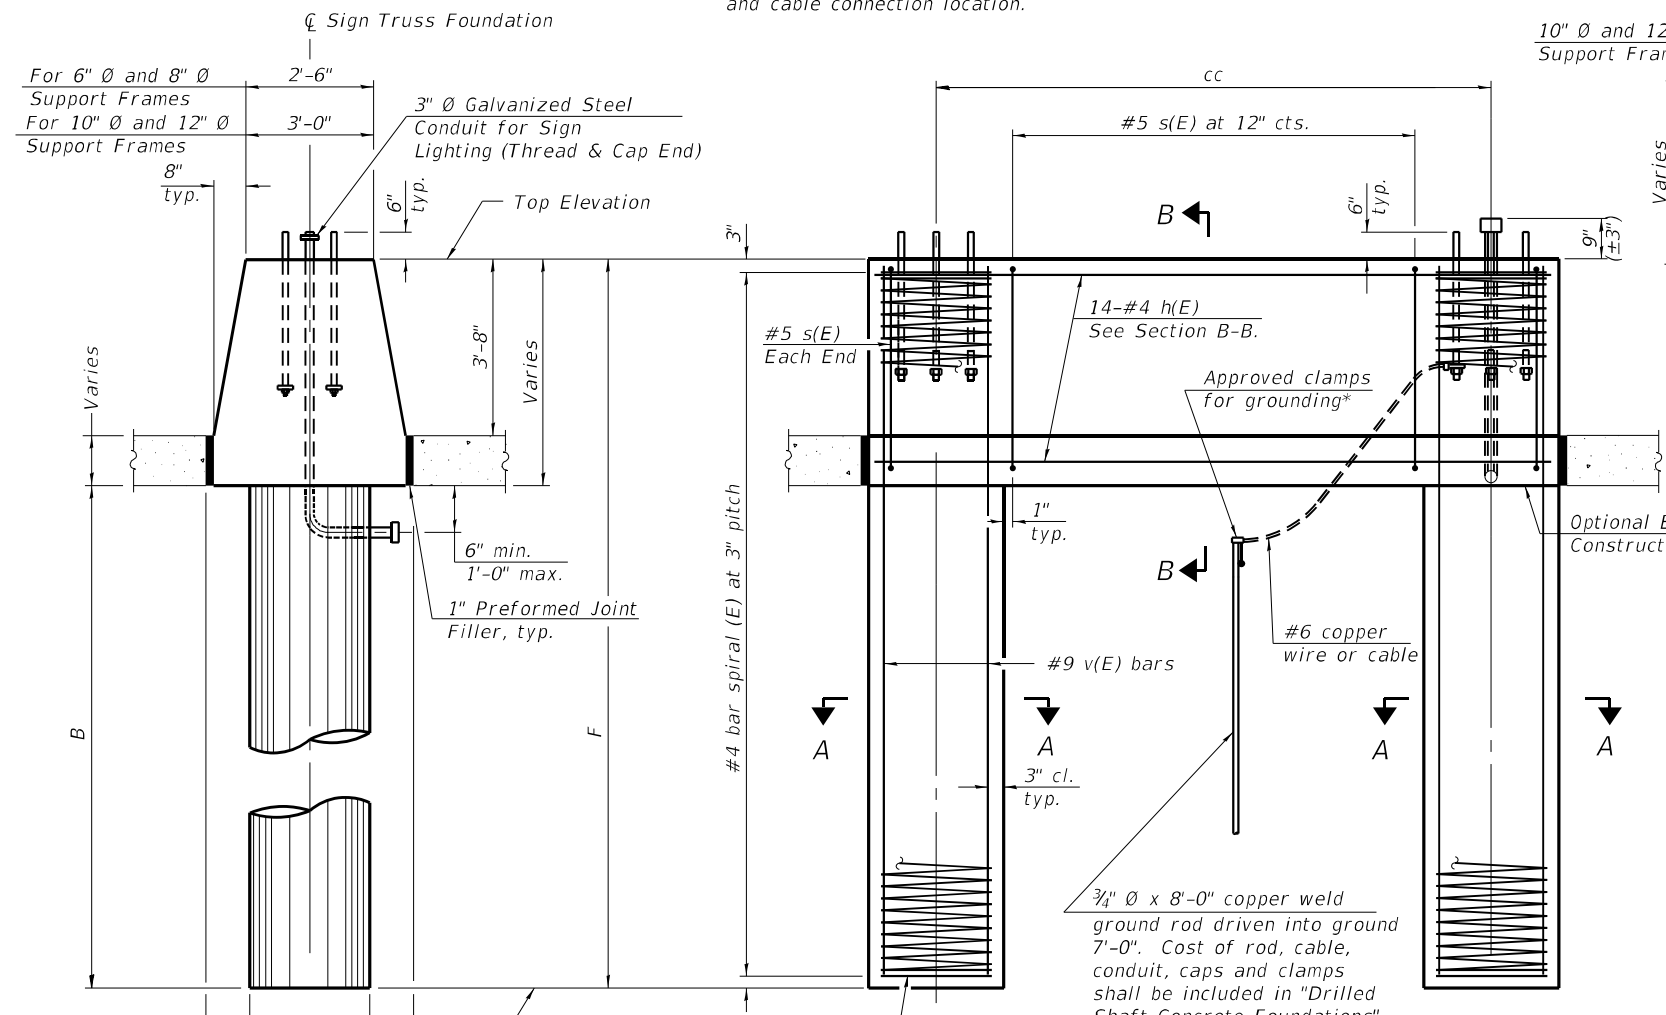 and cable connection location.
℄ Sign Truss Foundation
For 6" Ø and 8" Ø
Support Frames
2'-6"
For 10" Ø and 12" Ø
Support Frames
3'-0"
8"
typ.
3" Ø Galvanized Steel
Conduit for Sign
Lighting (Thread & Cap End)
6"
typ.
Top Elevation
Varies
3'-8"
Varies
6" min.
1'-0" max.
1" Preformed Joint
Filler, typ.
B
F
cc
#5 s(E) at 12" cts.
10" Ø and 12
Varies
B
6"
typ.
9"
(±3")
3"
#5 s(E)
Each End
14-#4 h(E)
See Section B-B.
Approved clamps
for grounding*
#4 bar spiral (E) at 3" pitch
1"
typ.
B
Optional
#6 copper
wire or cable
#9 v(E) bars
A
A
A
A
3" cl.
typ.
¾" Ø x 8'-0" copper weld
ground rod driven into ground
7'-0". Cost of rod, cable,
conduit, caps and clamps
shall be included in "Drilled
Shaft Concrete Foundations"